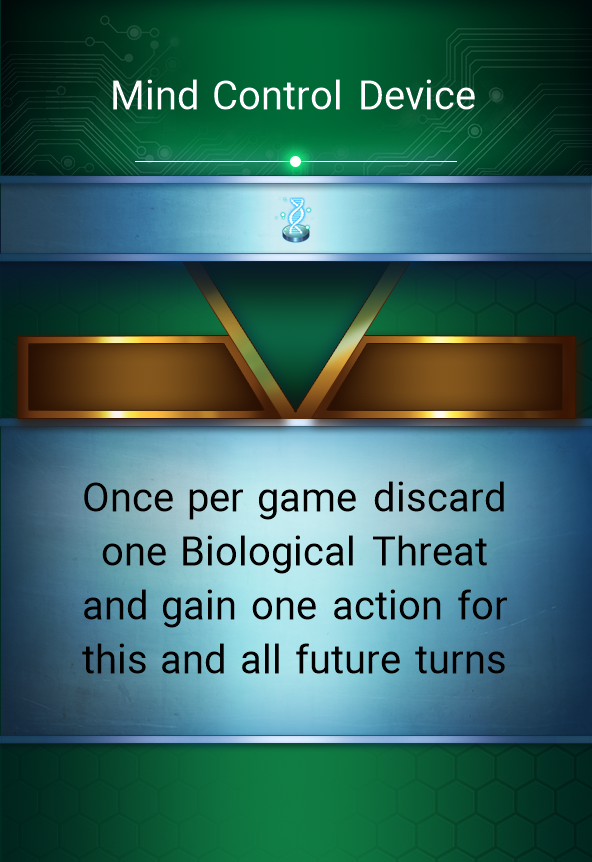 Mind Control Device
Once per game discard
one Biological Threat
and gain one action for
this and all future turns